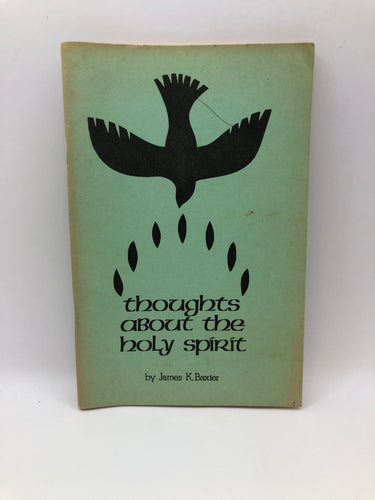 thoughts
about the
holy spirit
by James K. Baxter